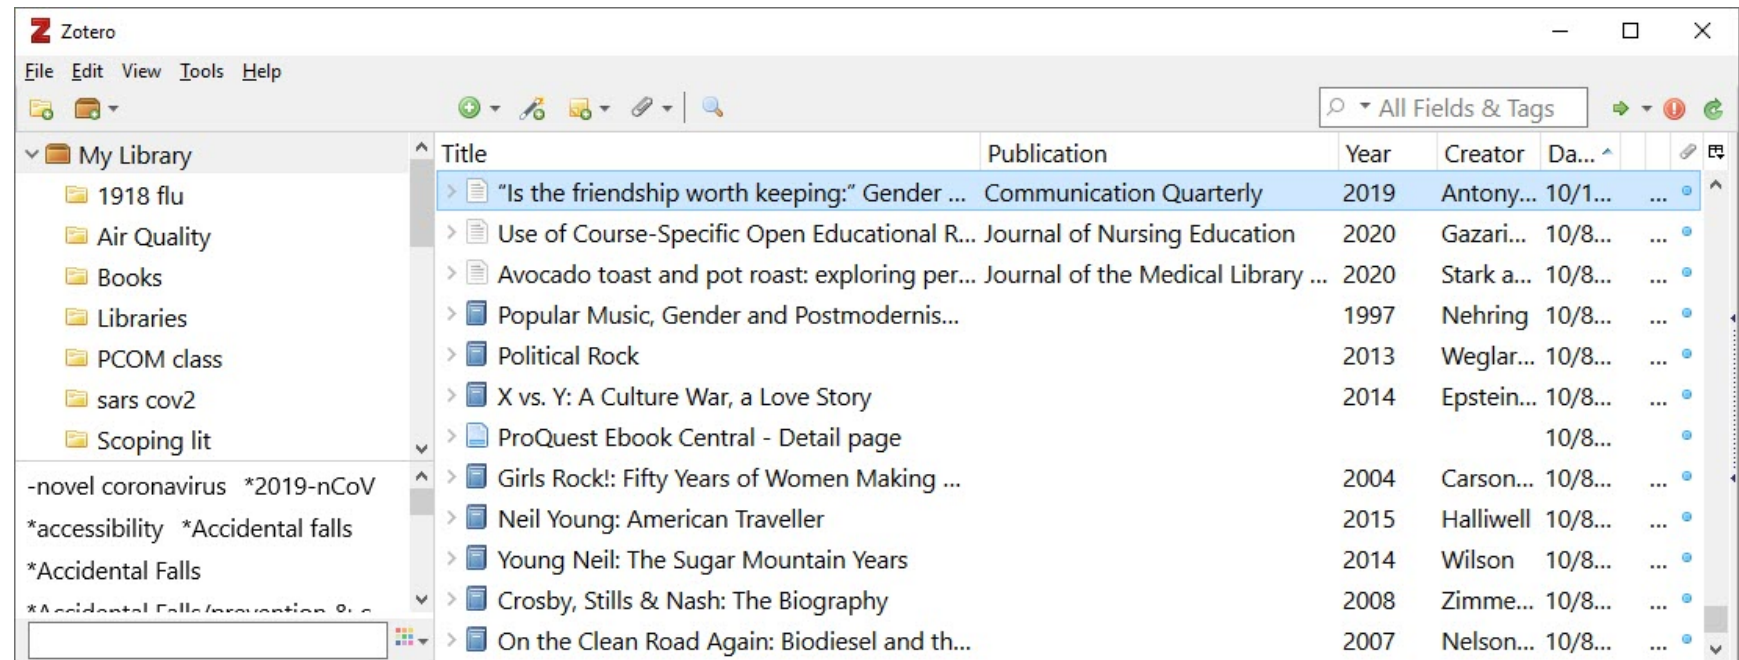 Zotero
File Edit View Tools Help
All Fields & Tags
My Library
1918 flu
Air Quality
Books
Libraries
PCOM class
sars cov2
Scoping lit
-novel coronavirus *2019-nCoV
*accessibility *Accidental falls
*Accidental Falls
*Accidental Falls/prevention &
Title Publication Year Creator Da...
“Is the friendship worth keeping:” Gender ... Communication Quarterly 2019 Antony... 10/1... ...
Use of Course-Specific Open Educational R... Journal of Nursing Education 2020 Gazari... 10/8... ...
Avocado toast and pot roast: exploring per... Journal of the Medical Library ... 2020 Stark a... 10/8... ...
Popular Music, Gender and Postmodernis... 1997 Nehring 10/8... ...
Political Rock 2013 Weglar... 10/8... ...
X vs. Y: A Culture War, a Love Story 2014 Epstein... 10/8... ...
ProQuest Ebook Central - Detail page 10/8...
Girls Rock!: Fifty Years of Women Making ... 2004 Carson... 10/8... ...
Neil Young: American Traveller 2015 Halliwell 10/8... ...
Young Neil: The Sugar Mountain Years 2014 Wilson 10/8... ...
Crosby, Stills & Nash: The Biography 2008 Zimme... 10/8... ...
On the Clean Road Again: Biodiesel and th... 2007 Nelson... 10/8... ...